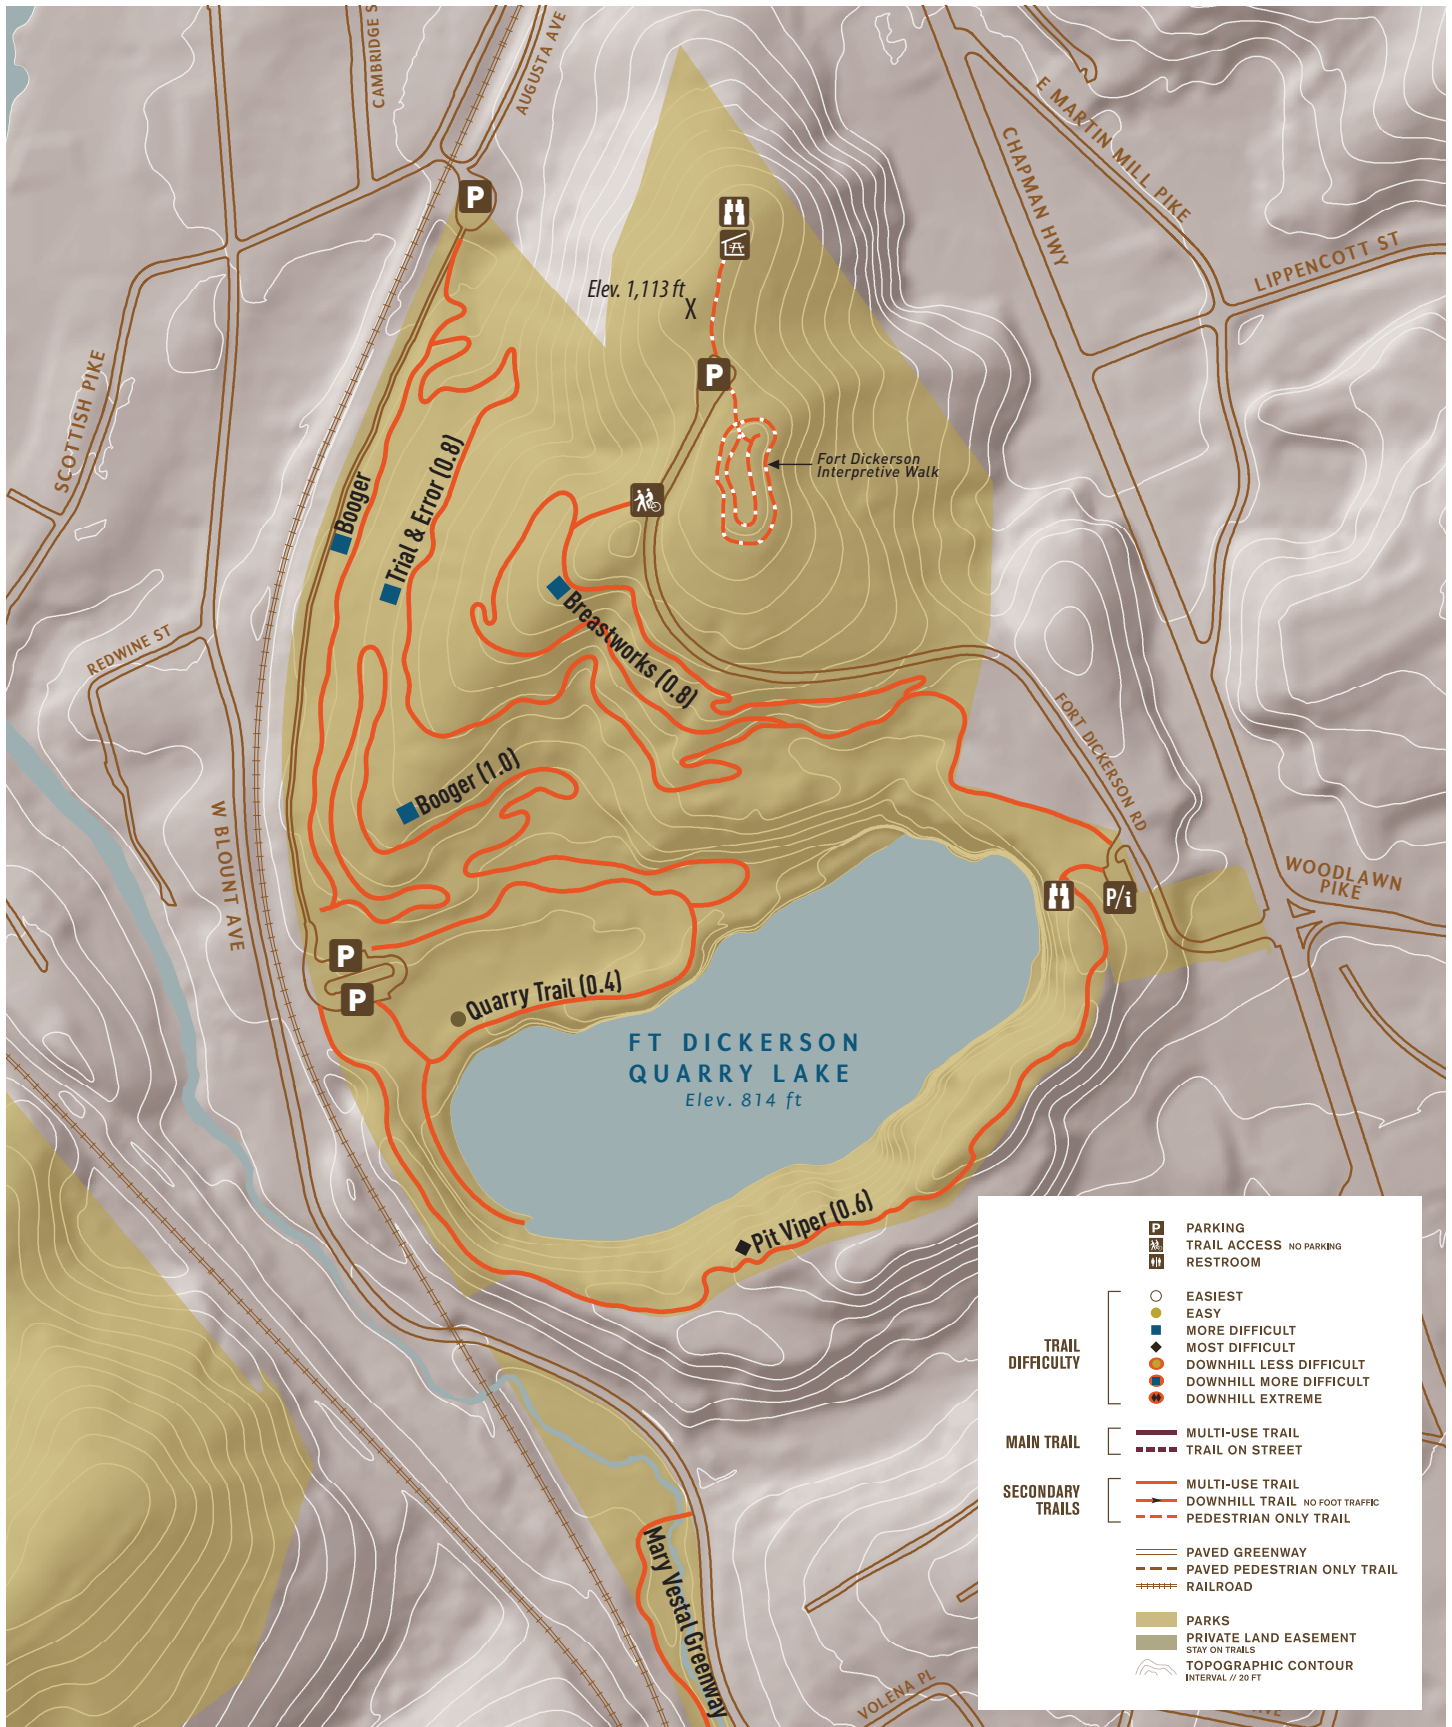 CAMBRIDGE S
AUGUSTA AVE
P
E MARTIN MILL PIKE
CHAPMAN HWY
LIPPENCOTT ST
Elev. 1,113 ft
X
P
SCOTTISH PIKE
Fort Dickerson
Interpretive Walk
Booger
Trial & Error (0.8)
Breastworks (0.8)
REDWINE ST
FORT DICKERSON RD
Booger (1.0)
W BLOUNT AVE
WOODLAWN
PIKE
P/i
P
P
Quarry Trail (0.4)
FT DICKERSON
QUARRY LAKE
Elev. 814 ft
Pit Viper (0.6)
Mary Vestal Greenway
VOLENA PL
P PARKING
TRAIL ACCESS NO PARKING
RESTROOM
TRAIL
DIFFICULTY
EASIEST
EASY
MORE DIFFICULT
MOST DIFFICULT
DOWNHILL LESS DIFFICULT
DOWNHILL MORE DIFFICULT
DOWNHILL EXTREME
MAIN TRAIL
MULTI-USE TRAIL
TRAIL ON STREET
SECONDARY
TRAILS
MULTI-USE TRAIL
DOWNHILL TRAIL NO FOOT TRAFFIC
PEDESTRIAN ONLY TRAIL
PAVED GREENWAY
PAVED PEDESTRIAN ONLY TRAIL
RAILROAD
PARKS
PRIVATE LAND EASEMENT
STAY ON TRAILS
TOPOGRAPHIC CONTOUR
INTERVAL // 20 FT